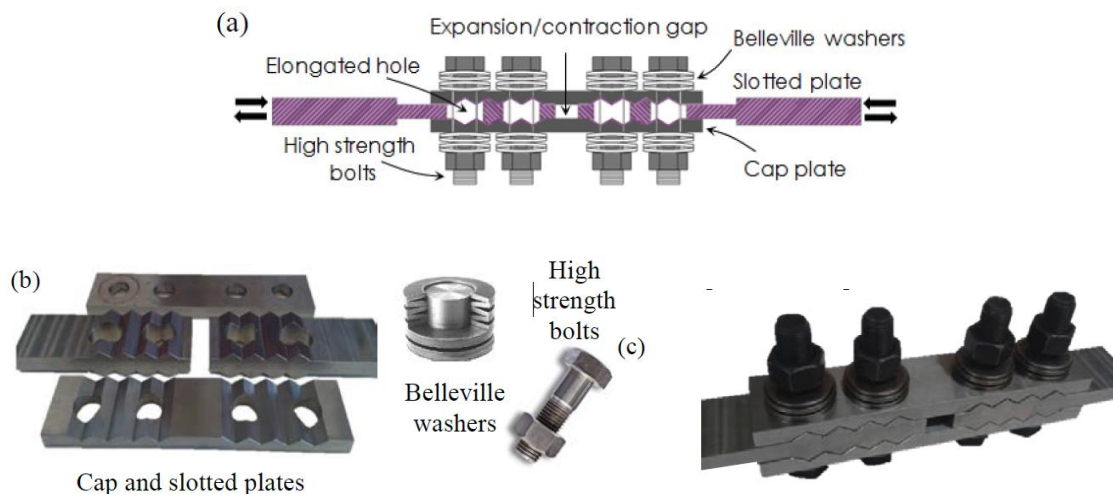 (a)
Expansion/contraction gap
Belleville washers
Elongated hole
Slotted plate
High strength
bolts
Cap plate
(b)
High
strength
bolts
(c)
Belleville
washers
Cap and slotted plates